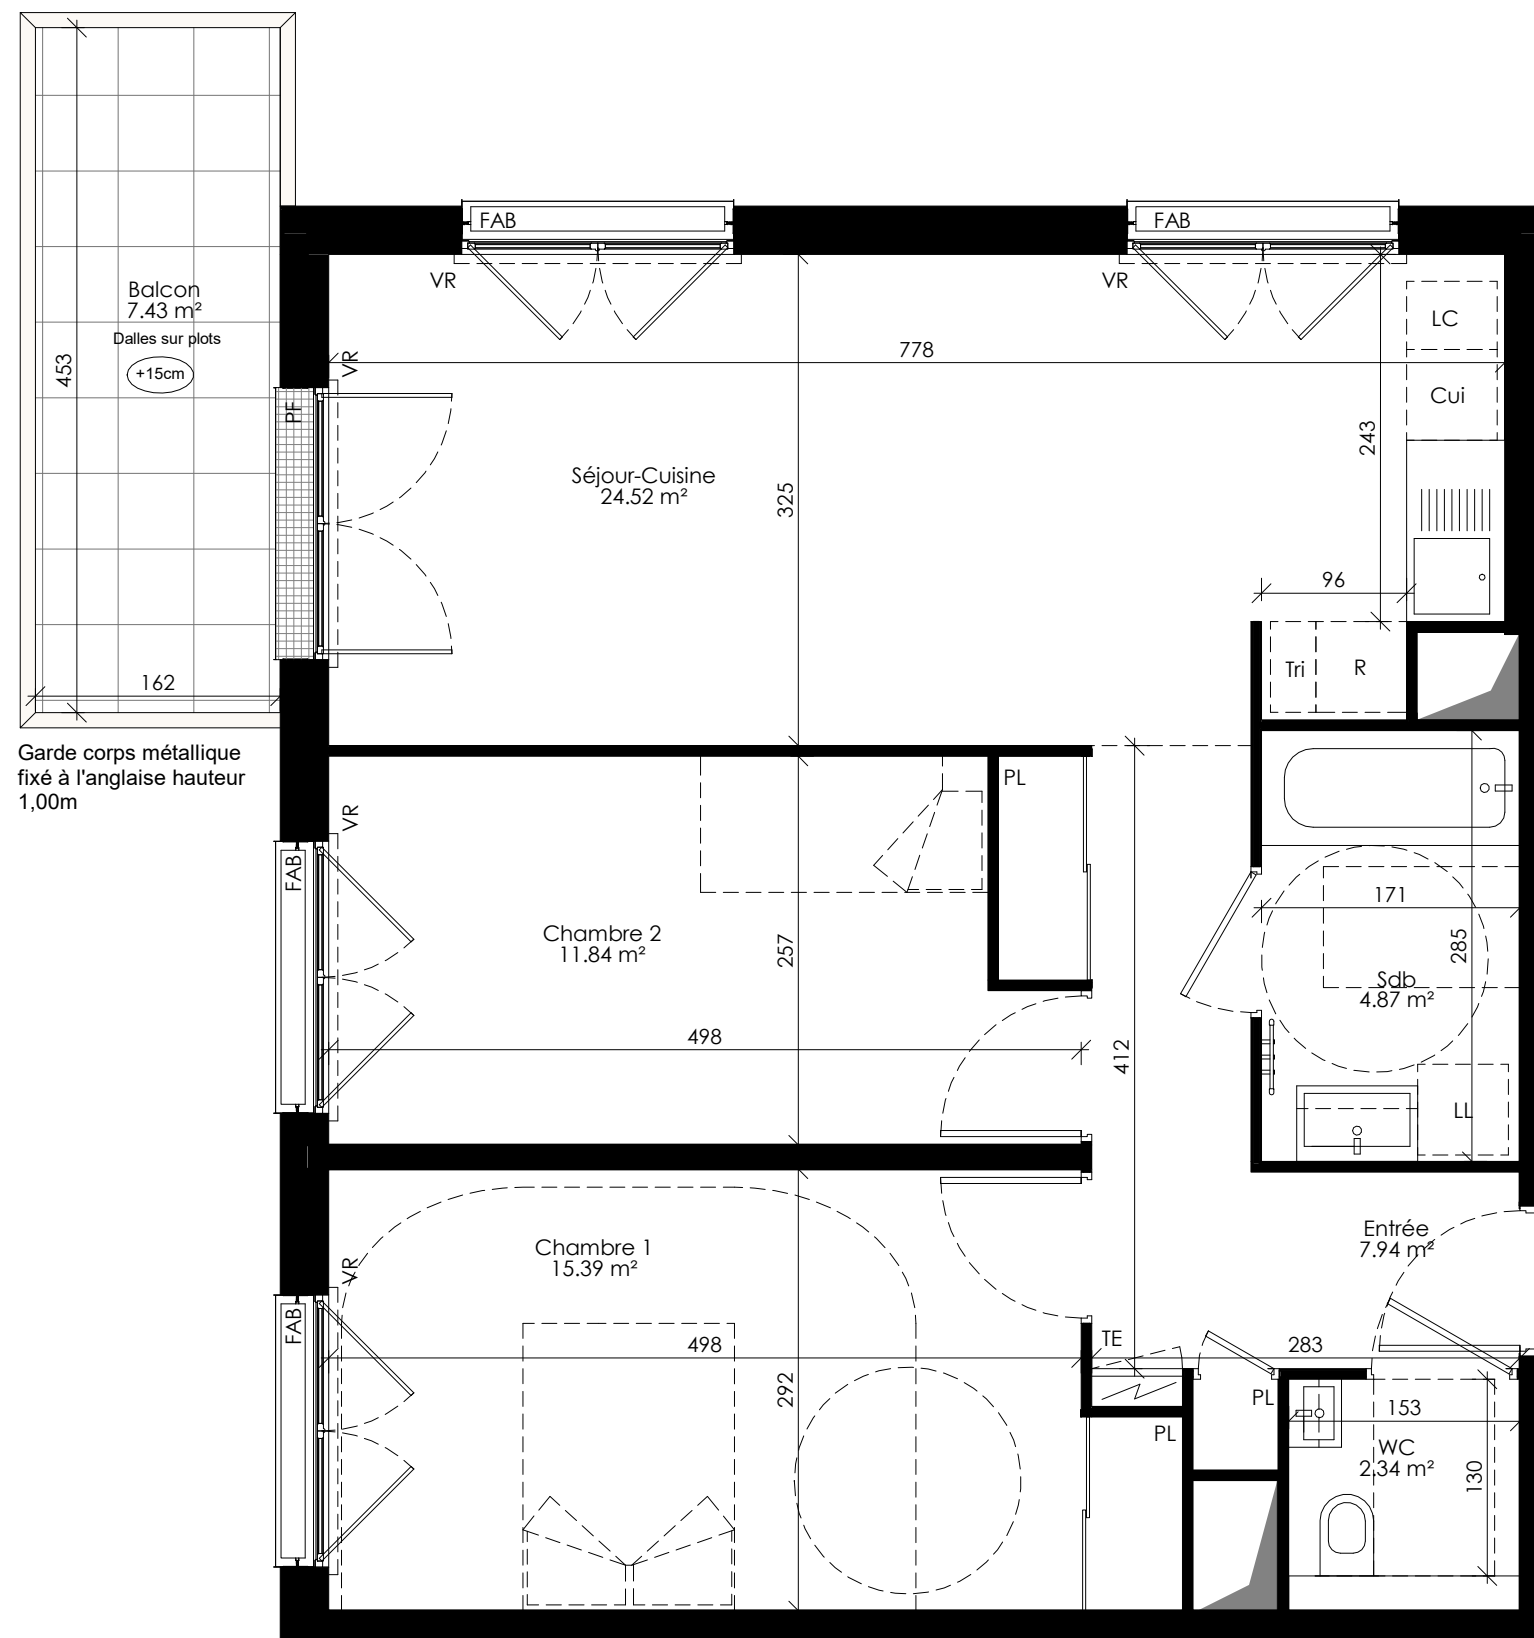 FAB
FAB
VR
VR
Balcon
7.43 m²
Dalles sur plots
+15cm
453
162
VR
PF
778
LC
Cui
243
Séjour-Cuisine
24.52 m²
325
96
Tri
R
Garde corps métallique
fixé à l'anglaise hauteur
1,00m
VR
FAB
PL
Chambre 2
11.84 m²
257
498
412
171
285
Sdb
4.87 m²
LL
Chambre 1
15.39 m²
VR
FAB
498
292
Entrée
7.94 m²
TE
283
PL
PL
153
WC
2.34 m²
130